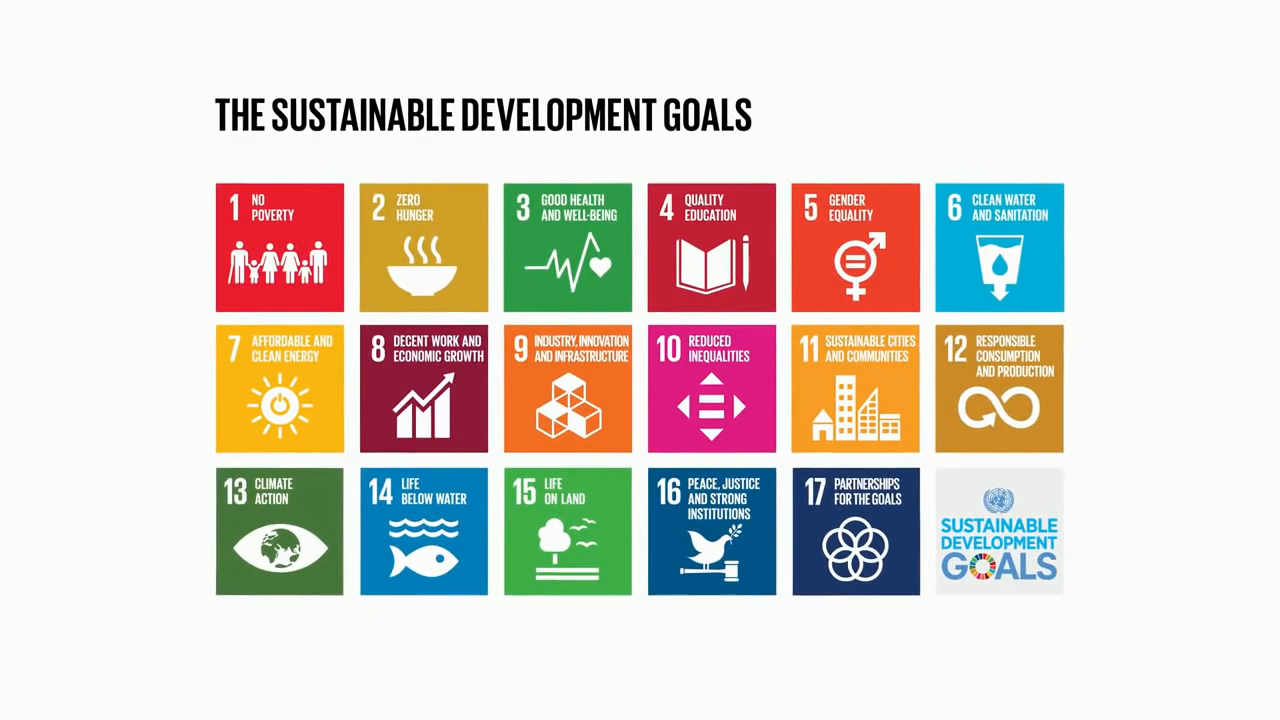 THE SUSTAINABLE DEVELOPMENT GOALS
1 NO
POVERTY
2 ZERO
HUNGER
3 GOOD HEALTH
AND WELL-BEING
4 QUALITY
EDUCATION
5 GENDER
EQUALITY
6 CLEAN WATER
AND SANITATION
7 AFFORDABLE AND
CLEAN ENERGY
8 DECENT WORK AND
ECONOMIC GROWTH
9 INDUSTRY, INNOVATION
AND INFRASTRUCTURE
10 REDUCED
INEQUALITIES
11 SUSTAINABLE CITIES
AND COMMUNITIES
12 RESPONSIBLE
CONSUMPTION
AND PRODUCTION
13 CLIMATE
ACTION
14 LIFE
BELOW WATER
15 LIFE
ON LAND
16 PEACE, JUSTICE
AND STRONG
INSTITUTIONS
17 PARTNERSHIPS
FOR THE GOALS
SUSTAINABLE
DEVELOPMENT
GOALS